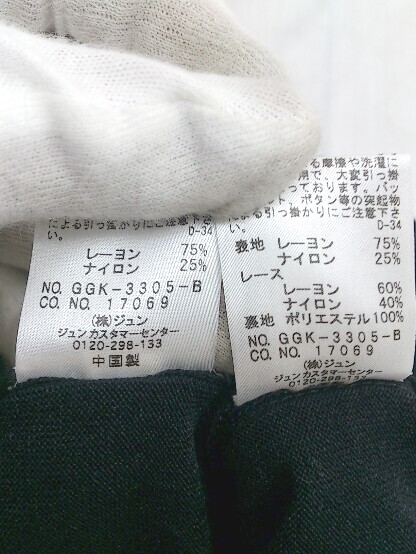 による引っ掛かりにご注意下さ
い。
D-34
レーヨン 75%
ナイロン 25%
NO. GGK-3305-B
CO. NO. 17069
(株)ジュン
ジュンカスタマーセンター
0120-298-133
中国製
る摩擦や洗濯に
用で、大変引っ掛
っております。バッ
ント、ボタン等の突起物
による引っ掛かりにご注意下さ
い。
D-34
表地 レーヨン 75%
ナイロン 25%
レース
レーヨン 60%
ナイロン 40%
裏地 ポリエステル100%
NO. GGK-3305-B
CO. NO. 17069
(株)ジュン
ジュンカスタマーセンター
0120-298-133